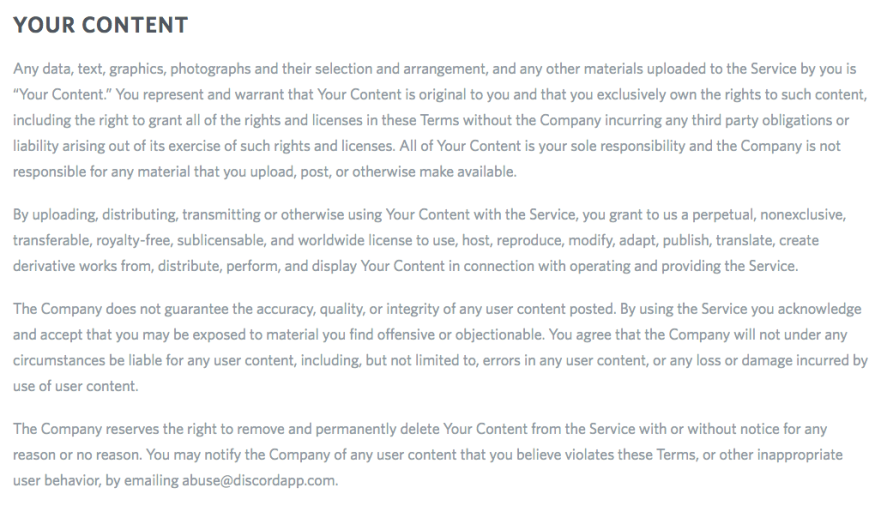 YOUR CONTENT
Any data, text, graphics, photographs and their selection and arrangement, and any other materials uploaded to the Service by you is
“Your Content.” You represent and warrant that Your Content is original to you and that you exclusively own the rights to such content,
including the right to grant all of the rights and licenses in these Terms without the Company incurring any third party obligations or
liability arising out of its exercise of such rights and licenses. All of Your Content is your sole responsibility and the Company is not
responsible for any material that you upload, post, or otherwise make available.
By uploading, distributing, transmitting or otherwise using Your Content with the Service, you grant to us a perpetual, nonexclusive,
transferable, royalty-free, sublicensable, and worldwide license to use, host, reproduce, modify, adapt, publish, translate, create
derivative works from, distribute, perform, and display Your Content in connection with operating and providing the Service.
The Company does not guarantee the accuracy, quality, or integrity of any user content posted. By using the Service you acknowledge
and accept that you may be exposed to material you find offensive or objectionable. You agree that the Company will not under any
circumstances be liable for any user content, including, but not limited to, errors in any user content, or any loss or damage incurred by
use of user content.
The Company reserves the right to remove and permanently delete Your Content from the Service with or without notice for any
reason or no reason. You may notify the Company of any user content that you believe violates these Terms, or other inappropriate
user behavior, by emailing abuse@discordapp.com.